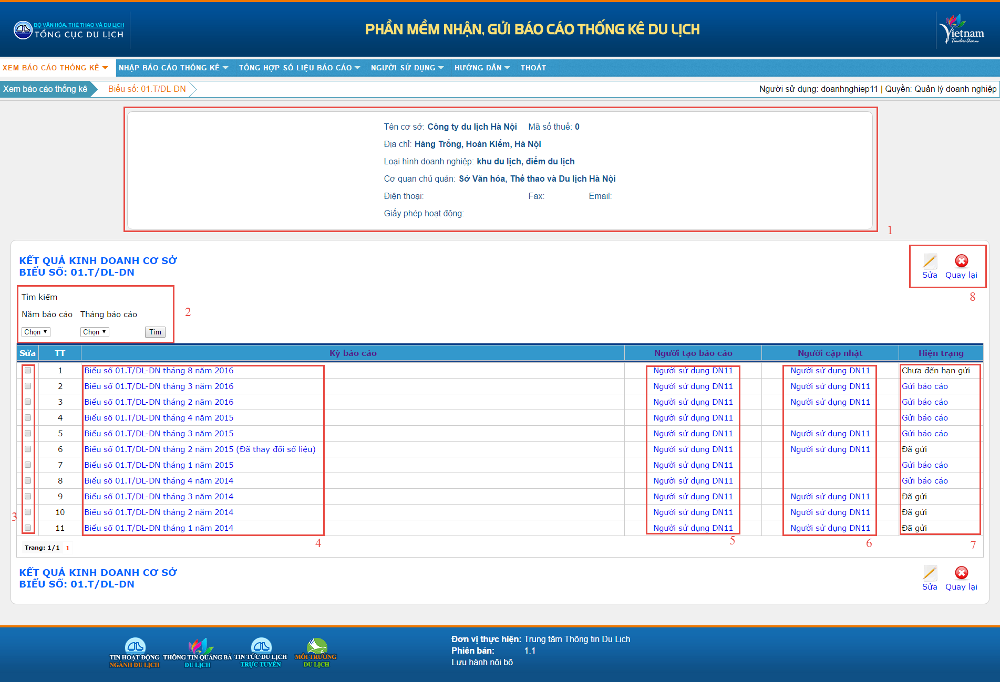 BỘ VĂN HÓA, THỂ THAO VÀ DU LỊCH
TỔNG CỤC DU LỊCH
PHẦN MỀM NHẬN, GỬI BÁO CÁO THỐNG KÊ DU LỊCH
Vietnam
Timeless Charm
XEM BÁO CÁO THỐNG KÊ NHẬP BÁO CÁO THỐNG KÊ TỔNG HỢP SỐ LIỆU BÁO CÁO NGƯỜI SỬ DỤNG HƯỚNG DẪN THOÁT
Xem báo cáo thống kê Biểu số: 01.T/DL-DN Người sử dụng: doanhnghiep11 | Quyền: Quản lý doanh nghiệp
Tên cơ sở: Công ty du lịch Hà Nội Mã số thuế: 0
Địa chỉ: Hàng Trống, Hoàn Kiếm, Hà Nội
Loại hình doanh nghiệp: khu du lịch, điểm du lịch
Cơ quan chủ quản: Sở Văn hóa, Thể thao và Du lịch Hà Nội
Điện thoại: Fax: Email:
Giấy phép hoạt động:
1
KẾT QUẢ KINH DOANH CƠ SỞ
BIỂU SỐ: 01.T/DL-DN
Sửa Quay lại
8
Tìm kiếm
2
Năm báo cáo Tháng báo cáo
Chọn Chọn Tìm
Sửa TT Kỳ báo cáo Người tạo báo cáo Người cập nhật Hiện trạng
1 Biểu số 01.T/DL-DN tháng 8 năm 2016 Người sử dụng DN11 Người sử dụng DN11 Chưa đến hạn gửi
2 Biểu số 01.T/DL-DN tháng 3 năm 2016 Người sử dụng DN11 Người sử dụng DN11 Gửi báo cáo
3 Biểu số 01.T/DL-DN tháng 2 năm 2016 Người sử dụng DN11 Người sử dụng DN11 Gửi báo cáo
4 Biểu số 01.T/DL-DN tháng 4 năm 2015 Người sử dụng DN11 Gửi báo cáo
5 Biểu số 01.T/DL-DN tháng 3 năm 2015 Người sử dụng DN11 Người sử dụng DN11 Gửi báo cáo
6 Biểu số 01.T/DL-DN tháng 2 năm 2015 (Đã thay đổi số liệu) Người sử dụng DN11 Người sử dụng DN11 Đã gửi
7 Biểu số 01.T/DL-DN tháng 1 năm 2015 Người sử dụng DN11 Gửi báo cáo
8 Biểu số 01.T/DL-DN tháng 4 năm 2014 Người sử dụng DN11 Gửi báo cáo
9 Biểu số 01.T/DL-DN tháng 3 năm 2014 Người sử dụng DN11 Người sử dụng DN11 Đã gửi
3 10 Biểu số 01.T/DL-DN tháng 2 năm 2014 Người sử dụng DN11 Người sử dụng DN11 Đã gửi
11 Biểu số 01.T/DL-DN tháng 1 năm 2014 Người sử dụng DN11 Người sử dụng DN11 Đã gửi
4 5 6 7
Trang: 1/1 1
KẾT QUẢ KINH DOANH CƠ SỞ
BIỂU SỐ: 01.T/DL-DN
Sửa Quay lại
TIN HOẠT ĐỘNG
NGÀNH DU LỊCH
THÔNG TIN QUẢNG BÁ
DU LỊCH
TIN TỨC DU LỊCH
TRỰC TUYẾN
MÔI TRƯỜNG
DU LỊCH
Đơn vị thực hiện: Trung tâm Thông tin Du Lịch
Phiên bản: 1.1
Lưu hành nội bộ